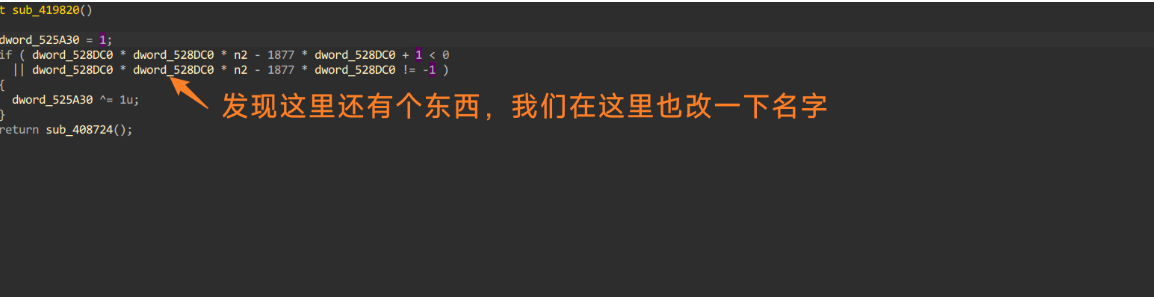 t sub_419820()
dword_525A30 = 1;
if ( dword_528DC0 * dword_528DC0 * n2 - 1877 * dword_528DC0 + 1 < 0
|| dword_528DC0 * dword_528DC0 * n2 - 1877 * dword_528DC0 != -1 )
{
dword_525A30 ^= 1u;
}
return sub_408724();
发现这里还有个东西，我们在这里也改一下名字